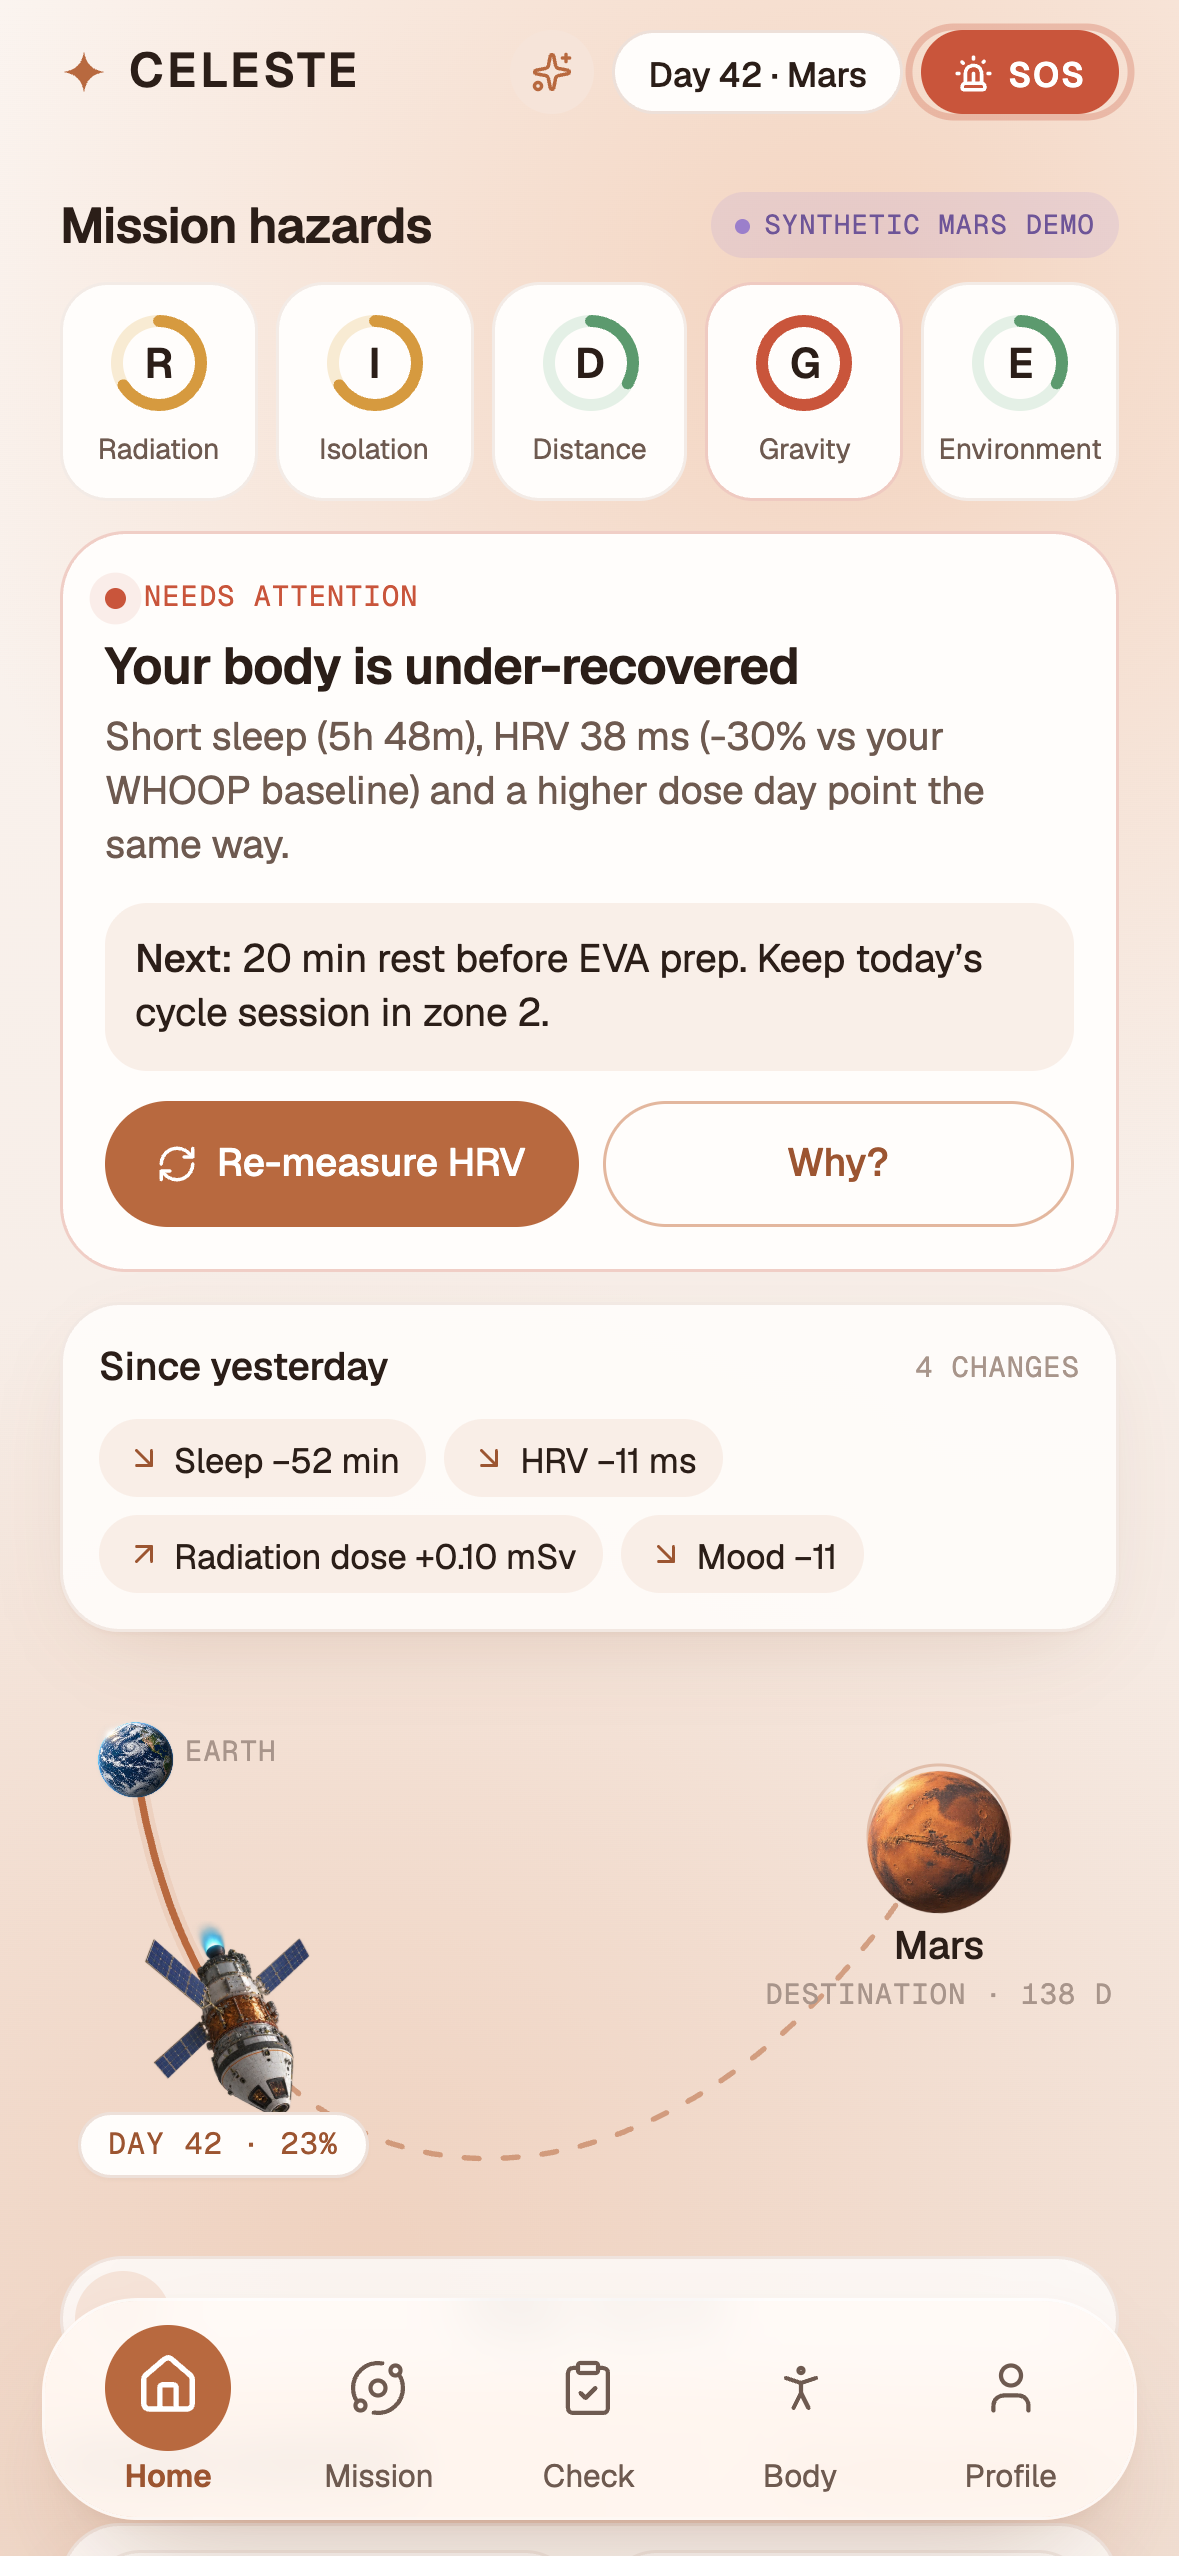 CELESTE
Day 42 · Mars
SOS
Mission hazards
SYNTHETIC MARS DEMO
R
I
D
G
E
Radiation
Isolation
Distance
Gravity
Environment
NEEDS ATTENTION
Your body is under-recovered
Short sleep (5h 48m), HRV 38 ms (-30% vs your
WHOOP baseline) and a higher dose day point the
same way.
Next: 20 min rest before EVA prep. Keep today’s
cycle session in zone 2.
Re-measure HRV
Why?
Since yesterday
4 CHANGES
Sleep −52 min
HRV −11 ms
Radiation dose +0.10 mSv
Mood −11
EARTH
Mars
DESTINATION · 138 D
DAY 42 · 23%
Home
Mission
Check
Body
Profile